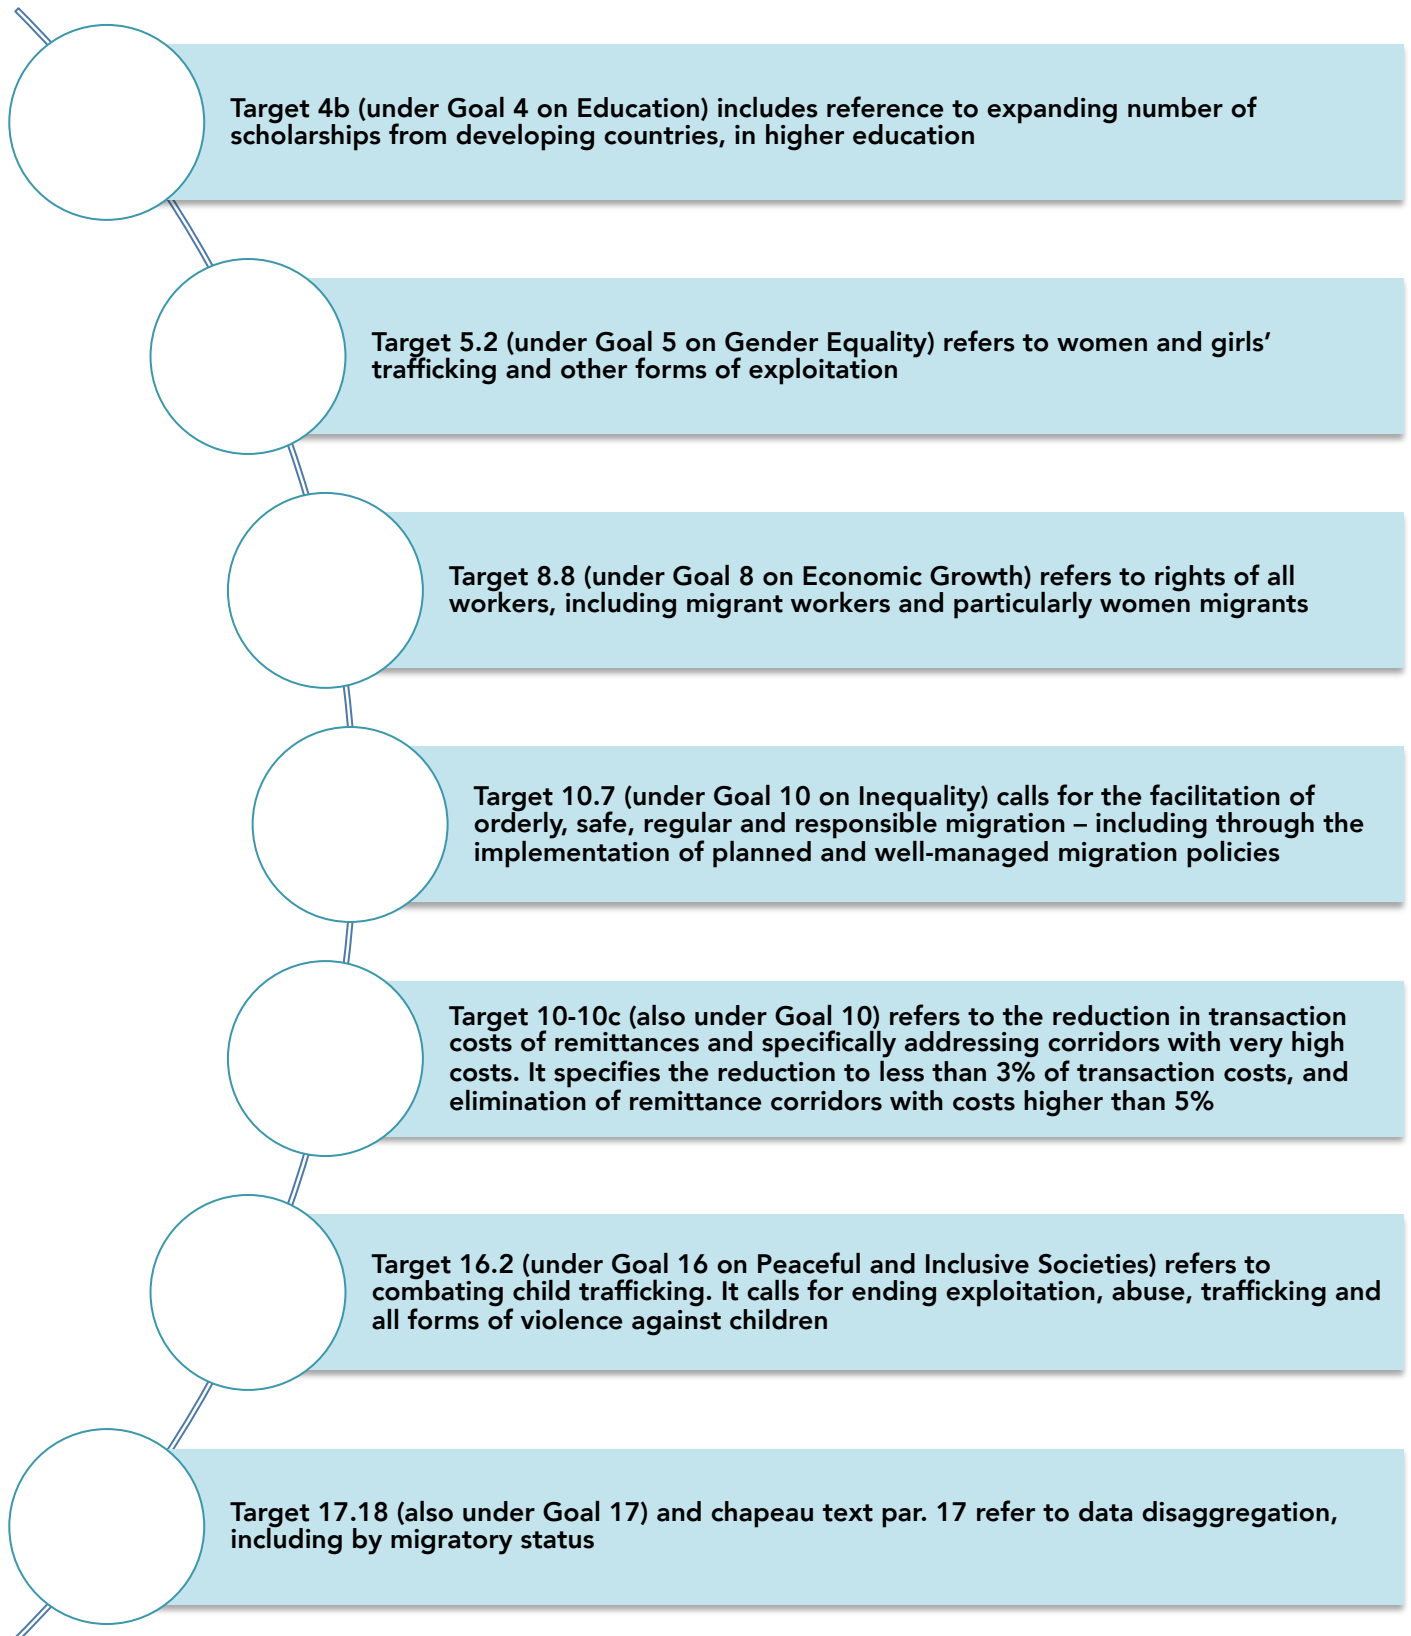 Target 4b (under Goal 4 on Education) includes reference to expanding number of
scholarships from developing countries, in higher education
Target 5.2 (under Goal 5 on Gender Equality) refers to women and girls’
trafficking and other forms of exploitation
Target 8.8 (under Goal 8 on Economic Growth) refers to rights of all
workers, including migrant workers and particularly women migrants
Target 10.7 (under Goal 10 on Inequality) calls for the facilitation of
orderly, safe, regular and responsible migration – including through the
implementation of planned and well-managed migration policies
Target 10-10c (also under Goal 10) refers to the reduction in transaction
costs of remittances and specifically addressing corridors with very high
costs. It specifies the reduction to less than 3% of transaction costs, and
elimination of remittance corridors with costs higher than 5%
Target 16.2 (under Goal 16 on Peaceful and Inclusive Societies) refers to
combating child trafficking. It calls for ending exploitation, abuse, trafficking and
all forms of violence against children
Target 17.18 (also under Goal 17) and chapeau text par. 17 refer to data disaggregation,
including by migratory status